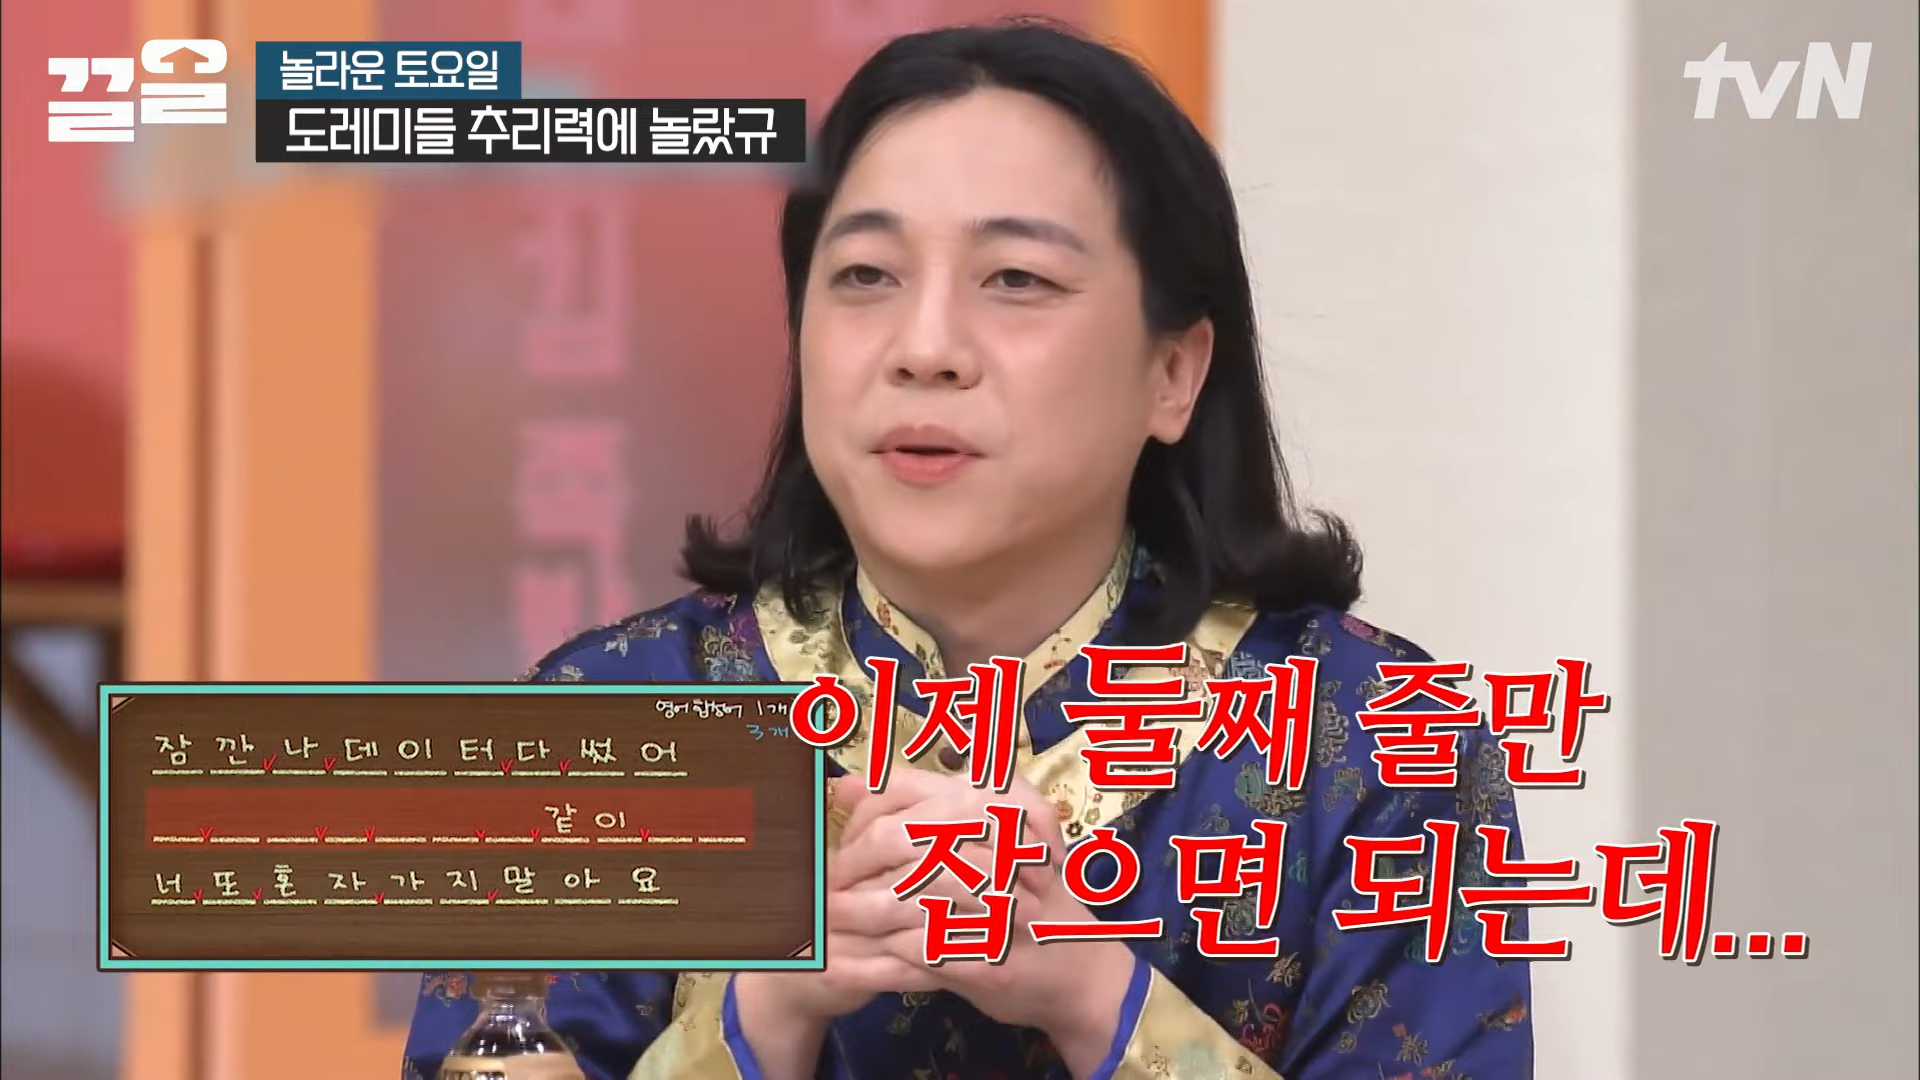 끌올
놀라운 토요일
도레미들 추리력에 놀랐규
tvN
영어 합성어 1개
3개
잠깐 나 데이터 다 썼어
같이
너 또 혼자 가지 말아요
이제 둘째 줄만
잡으면 되는데...